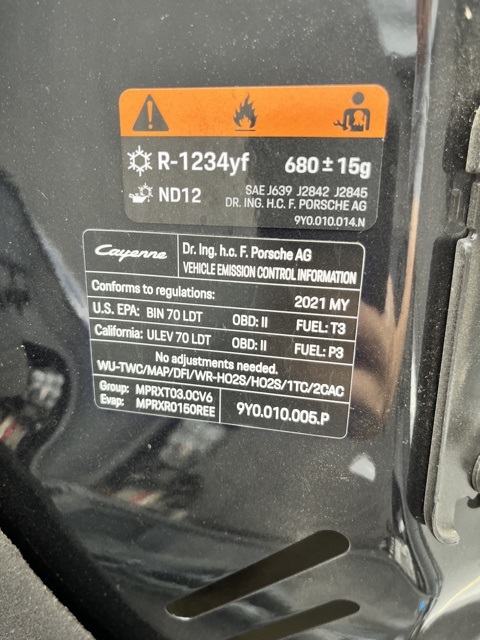 R-1234yf 680 ± 15g
ND12 SAE J639 J2842 J2845
DR. ING. H.C. F. PORSCHE AG
9Y0.010.014.N
Cayenne Dr. Ing. h.c. F. Porsche AG
VEHICLE EMISSION CONTROL INFORMATION
Conforms to regulations: 2021 MY
U.S. EPA: BIN 70 LDT OBD: II FUEL: T3
California: ULEV 70 LDT OBD: II FUEL: P3
No adjustments needed.
WU-TWC/MAP/DFI/WR-HO2S/HO2S/1TC/2CAC
Group: MPRXT03.0CV6
Evap: MPRXR0150REE 9Y0.010.005.P